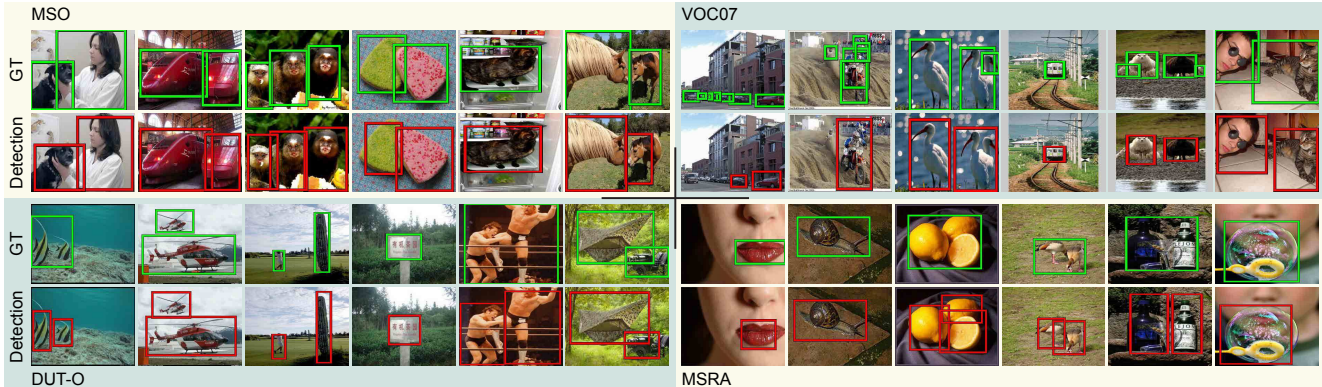 MSO
VOC07
GT
Detection
GT
Detection
DUT-O
MSRA